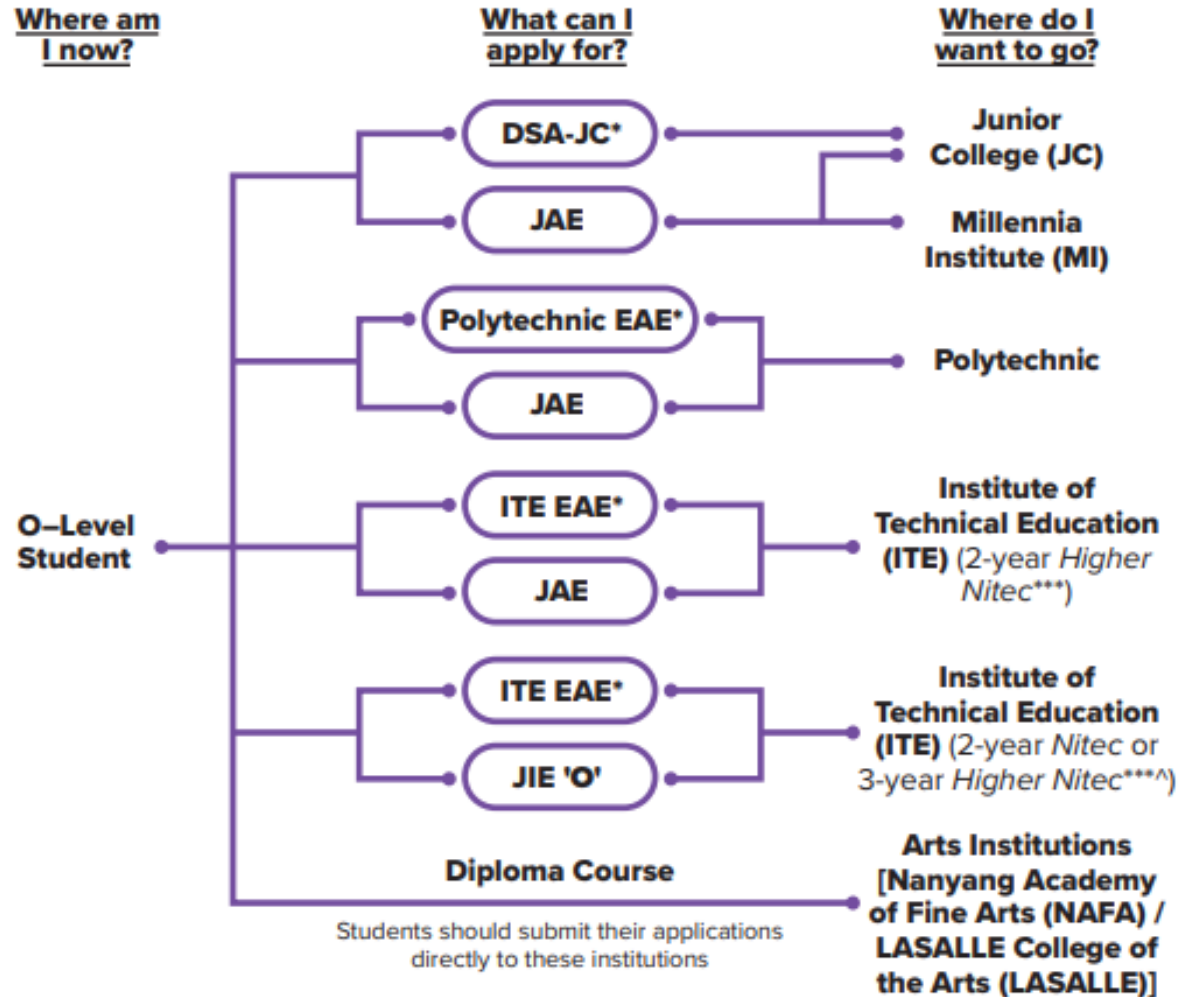 Where am
I now?
What can I
apply for?
Where do I
want to go?
DSA-JC*
JAE
Junior
College (JC)
Millennia
Institute (MI)
Polytechnic EAE*
JAE
Polytechnic
O–Level
Student
ITE EAE*
JAE
Institute of
Technical Education
(ITE) (2-year Higher
Nitec***)
ITE EAE*
JIE 'O'
Institute of
Technical Education
(ITE) (2-year Nitec or
3-year Higher Nitec***^)
Diploma Course
Students should submit their applications
directly to these institutions
Arts Institutions
[Nanyang Academy
of Fine Arts (NAFA) /
LASALLE College of
the Arts (LASALLE)]